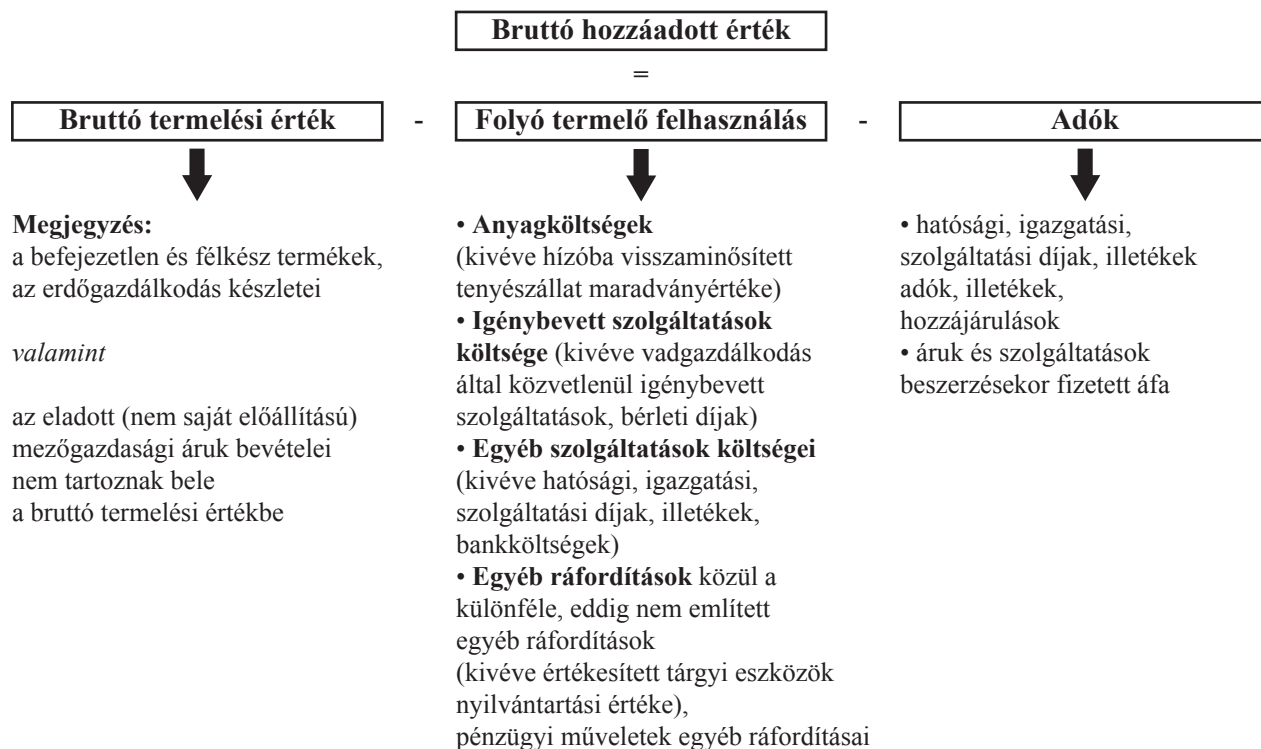 Bruttó hozzáadott érték
=
Bruttó termelési érték - Folyó termelő felhasználás - Adók
Megjegyzés:
a befejezetlen és félkész termékek,
az erdőgazdálkodás készletei
valamint
az eladott (nem saját előállítású)
mezőgazdasági áruk bevételei
nem tartoznak bele
a bruttó termelési értékbe
• Anyagköltségek
(kivéve hízóba visszaminősített
tenyészállat maradványértéke)
• Igénybevett szolgáltatások
költsége (kivéve vadgazdálkodás
által közvetlenül igénybevett
szolgáltatások, bérleti díjak)
• Egyéb szolgáltatások költségei
(kivéve hatósági, igazgatási,
szolgáltatási díjak, illetékek,
bankköltségek)
• Egyéb ráfordítások közül a
különféle, eddig nem említett
egyéb ráfordítások
(kivéve értékesített tárgyi eszközök
nyilvántartási értéke),
pénzügyi műveletek egyéb ráfordításai
• hatósági, igazgatási,
szolgáltatási díjak, illetékek
adók, illetékek,
hozzájárulások
• áruk és szolgáltatások
beszerzésekor fizetett áfa